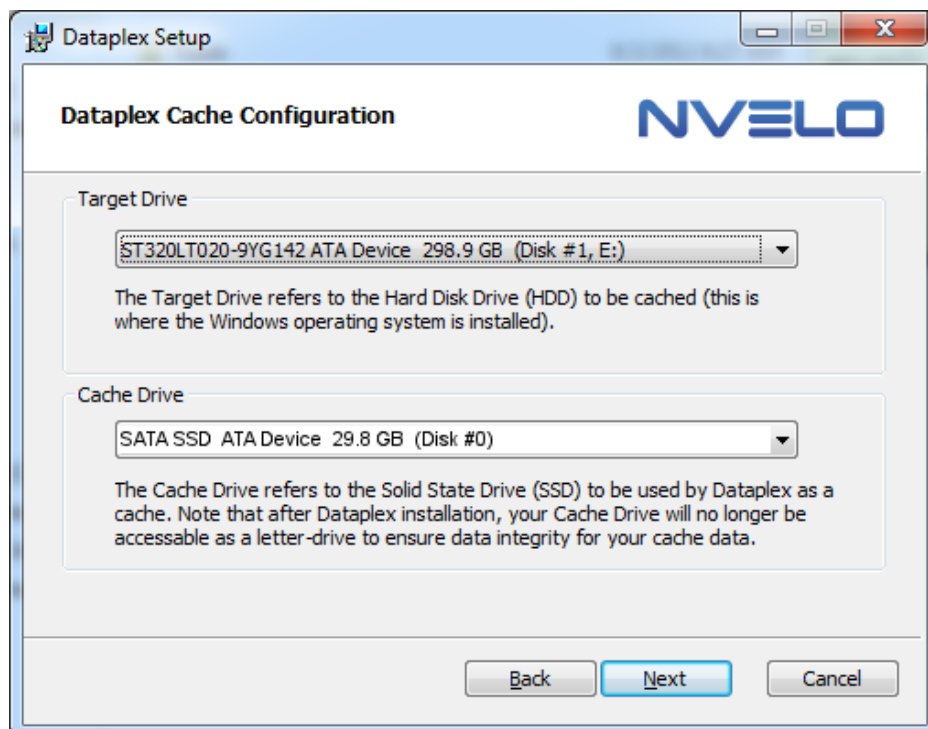 Dataplex Setup
Dataplex Cache Configuration
NVELO
Target Drive
ST320LT020-9YG142 ATA Device 298.9 GB (Disk #1, E:)
The Target Drive refers to the Hard Disk Drive (HDD) to be cached (this is
where the Windows operating system is installed).
Cache Drive
SATA SSD ATA Device 29.8 GB (Disk #0)
The Cache Drive refers to the Solid State Drive (SSD) to be used by Dataplex as a
cache. Note that after Dataplex installation, your Cache Drive will no longer be
accessable as a letter-drive to ensure data integrity for your cache data.
Back
Next
Cancel